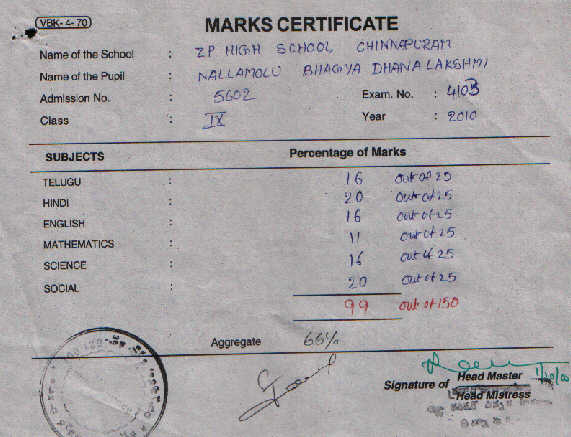 VBK-4-70
MARKS CERTIFICATE
Name of the School : ZP HIGH SCHOOL CHINNAPURAM
Name of the Pupil : NALLAMOLU BHAGYA DHANA LAKSHMI
Admission No. : 5602 Exam. No. : 4103
Class : IX Year : 2010
SUBJECTS Percentage of Marks
TELUGU : 16 out of 25
HINDI : 20 out of 25
ENGLISH : 16 out of 25
MATHEMATICS : 11 out of 25
SCIENCE : 16 out of 25
SOCIAL : 20 out of 25
99 out of 150
Aggregate : 66%
Signature of Head Master
Head Mistress